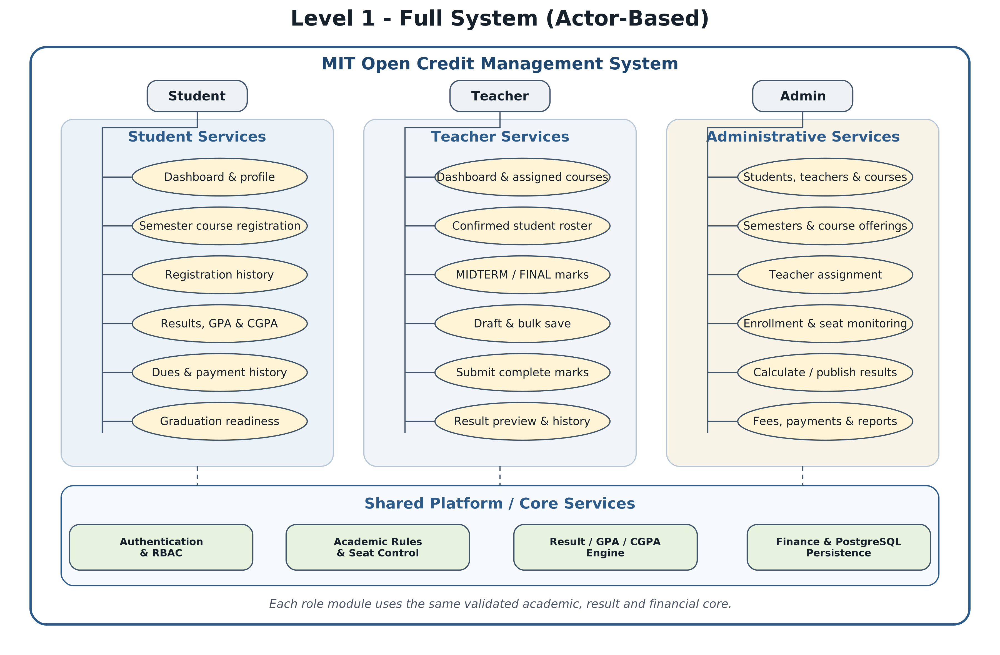 Level 1 - Full System (Actor-Based)
MIT Open Credit Management System
Student
Teacher
Admin
Student Services
Dashboard & profile
Semester course registration
Registration history
Results, GPA & CGPA
Dues & payment history
Graduation readiness
Teacher Services
Dashboard & assigned courses
Confirmed student roster
MIDTERM / FINAL marks
Draft & bulk save
Submit complete marks
Result preview & history
Administrative Services
Students, teachers & courses
Semesters & course offerings
Teacher assignment
Enrollment & seat monitoring
Calculate / publish results
Fees, payments & reports
Shared Platform / Core Services
Authentication
& RBAC
Academic Rules
& Seat Control
Result / GPA / CGPA
Engine
Finance & PostgreSQL
Persistence
Each role module uses the same validated academic, result and financial core.